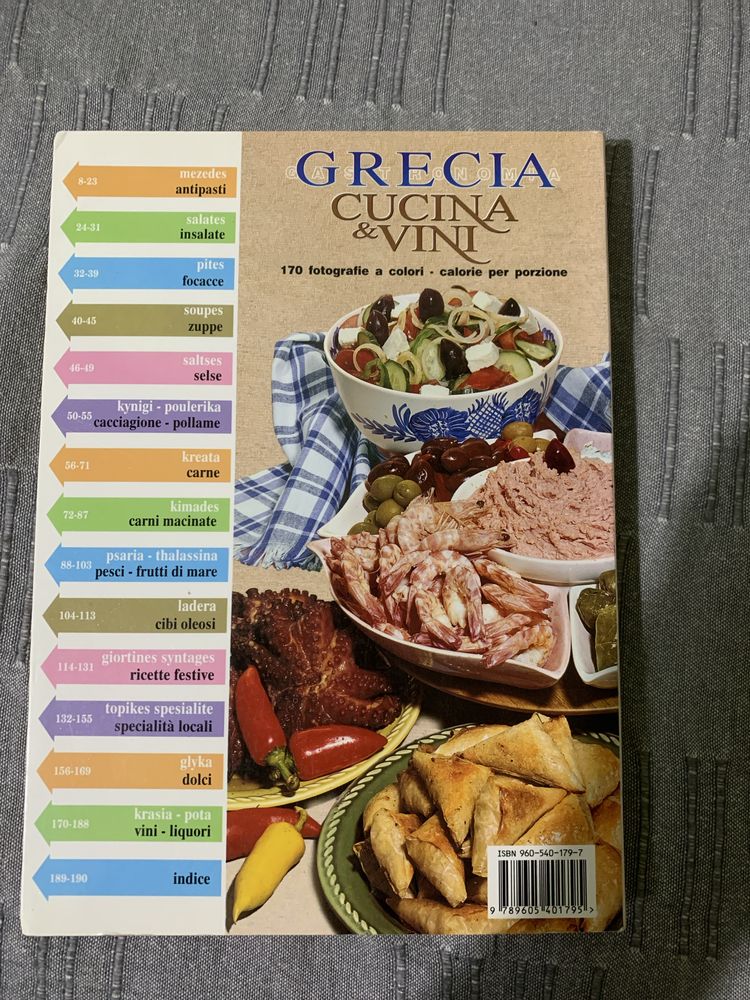 8-23
mezedes
antipasti
24-31
salates
insalate
32-39
pites
focacce
40-45
soupes
zuppe
46-49
saltses
selse
50-55
kynigi - poulerika
cacciagione - pollame
56-71
kreata
carne
72-87
kimades
carni macinate
88-103
psaria - thalassina
pesci - frutti di mare
104-113
ladera
cibi oleosi
114-131
giortines syntages
ricette festive
132-155
topikes spesialite
specialità locali
156-169
glyka
dolci
170-188
krasia - pota
vini - liquori
189-190
indice
GASTRONOMIA
GRECIA
CUCINA
&VINI
170 fotografie a colori - calorie per porzione
ISBN 960-540-179-7
9 789605 401795 >